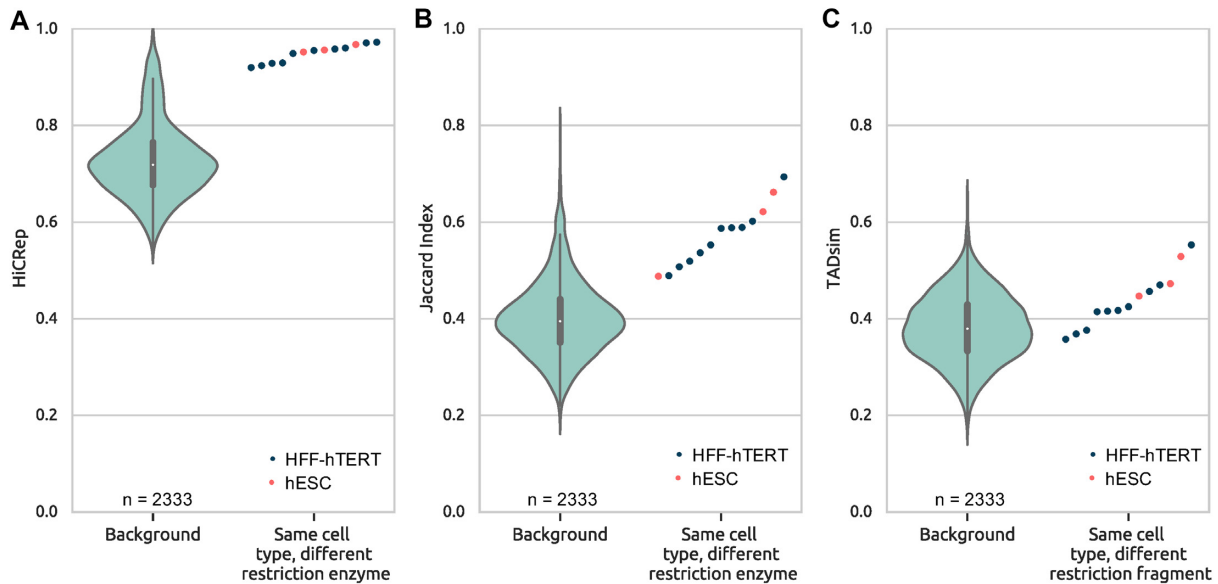 A
1.0
0.8
0.6
0.4
0.2
0.0
HiCRep
HFF-hTERT
hESC
n = 2333
Background
Same cell
type, different
restriction enzyme
B
1.0
0.8
0.6
0.4
0.2
0.0
Jaccard Index
HFF-hTERT
hESC
n = 2333
Background
Same cell
type, different
restriction enzyme
C
1.0
0.8
0.6
0.4
0.2
0.0
TADsim
HFF-hTERT
hESC
n = 2333
Background
Same cell
type, different
restriction fragment